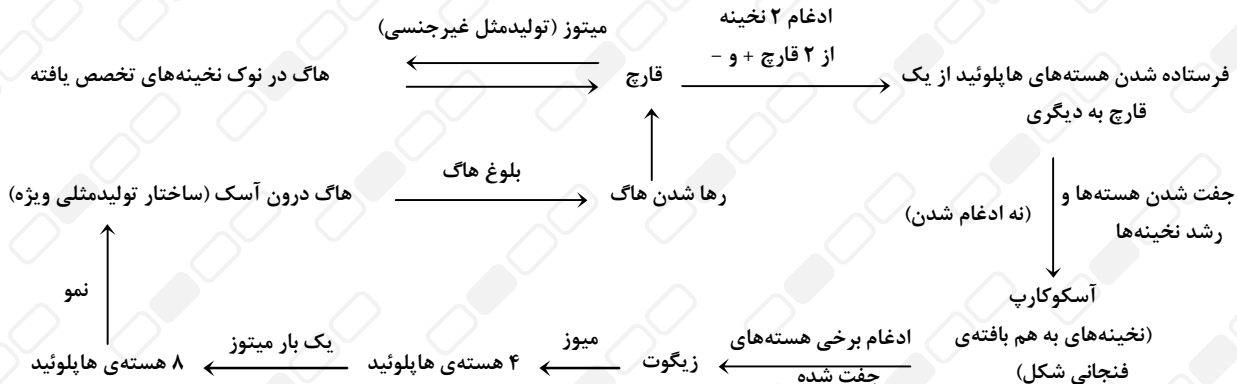 ادغام ۲ نخینه
از ۲ قارچ + و −
میتوز (تولیدمثل غیرجنسی)
فرستاده شدن هسته‌های هاپلوئید از یک
قارچ به دیگری
قارچ
هاگ در نوک نخینه‌های تخصص یافته
جفت شدن هسته‌ها و
رشد نخینه‌ها
(نه ادغام شدن)
رها شدن هاگ
بلوغ هاگ
هاگ درون آسک (ساختار تولیدمثلی ویژه)
آسکوکارپ
(نخینه‌های به هم بافته‌ی
فنجانی شکل)
ادغام برخی هسته‌های
جفت شده
زیگوت
میوز
۴ هسته‌ی هاپلوئید
یک بار میتوز
۸ هسته‌ی هاپلوئید
نمو